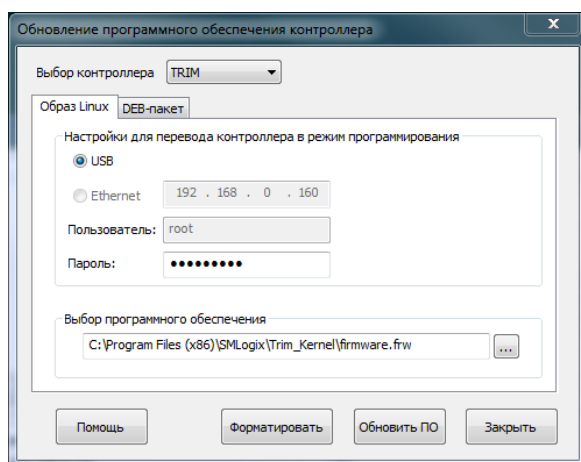 Обновление программного обеспечения контроллера
Выбор контроллера TRIM
Образ Linux DEB-пакет
Настройки для перевода контроллера в режим программирования
USB
Ethernet 192 . 168 . 0 . 160
Пользователь: root
Пароль: •••••••••
Выбор программного обеспечения
C:\Program Files (x86)\SMLogix\Trim_Kernel\firmware.frw ...
Помощь Форматировать Обновить ПО Закрыть